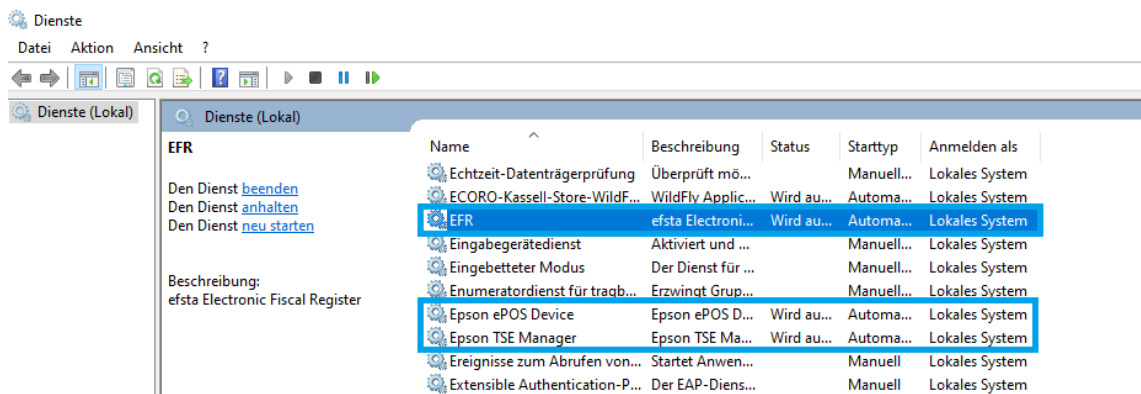 Dienste
Datei Aktion Ansicht ?
Dienste (Lokal)
Dienste (Lokal)
EFR
Den Dienst beenden
Den Dienst anhalten
Den Dienst neu starten
Beschreibung:
efsta Electronic Fiscal Register
Name Beschreibung Status Starttyp Anmelden als
Echtzeit-Datenträgerprüfung Überprüft mö... Manuell... Lokales System
ECORO-Kassell-Store-WildF... WildFly Applic... Wird au... Automa... Lokales System
EFR efsta Electroni... Wird au... Automa... Lokales System
Eingabegerätedienst Aktiviert und ... Manuell... Lokales System
Eingebetteter Modus Der Dienst für ... Manuell... Lokales System
Enumeratordienst für tragb... Erzwingt Grup... Manuell... Lokales System
Epson ePOS Device Epson ePOS D... Wird au... Automa... Lokales System
Epson TSE Manager Epson TSE Ma... Wird au... Automa... Lokales System
Ereignisse zum Abrufen von... Startet Anwen... Manuell Lokales System
Extensible Authentication-P... Der EAP-Diens... Manuell Lokales System